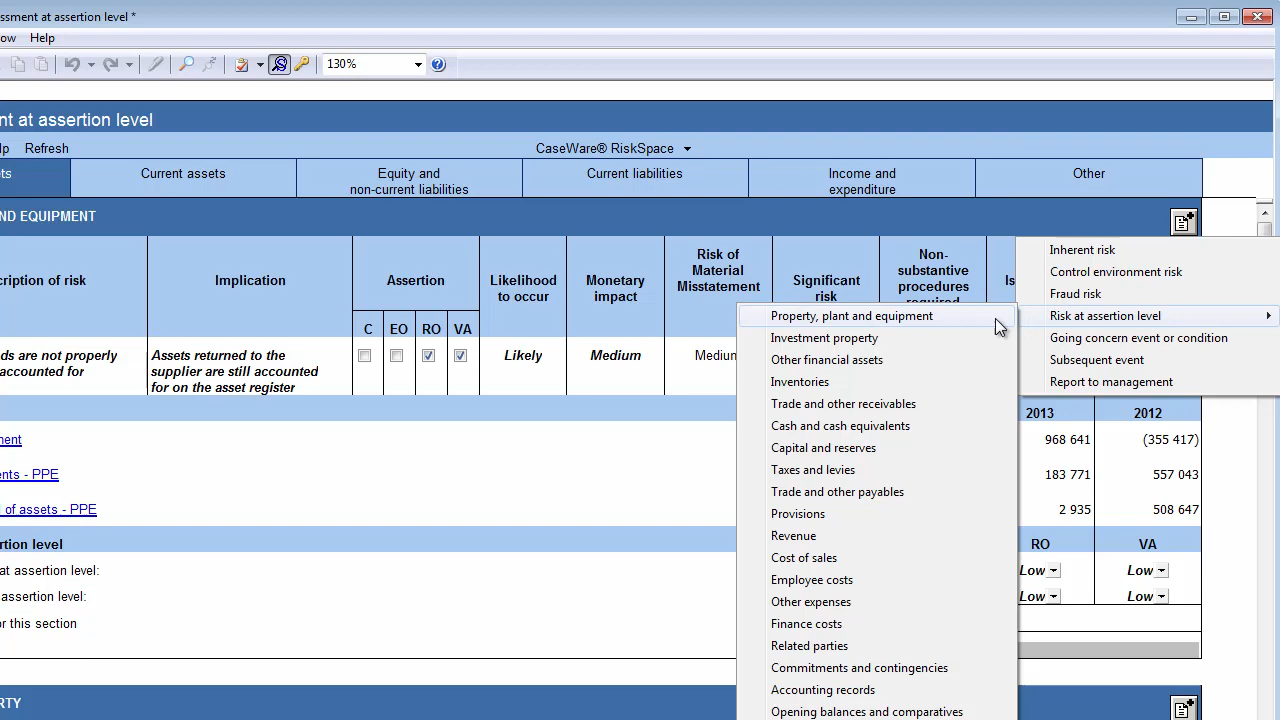 ssment at assertion level *
ow Help
130%
nt at assertion level
lp Refresh CaseWare® RiskSpace
ts Current assets Equity and non-current liabilities Current liabilities Income and expenditure Other
ND EQUIPMENT
cription of risk Implication Assertion Likelihood to occur Monetary impact Risk of Material Misstatement Significant risk Non-substantive procedures required Is
C EO RO VA
ds are not properly accounted for
Assets returned to the supplier are still accounted for on the asset register
Likely Medium Medium
Inherent risk
Control environment risk
Fraud risk
Risk at assertion level
Going concern event or condition
Subsequent event
Report to management
Property, plant and equipment
Investment property
Other financial assets
Inventories
Trade and other receivables
Cash and cash equivalents
Capital and reserves
Taxes and levies
Trade and other payables
Provisions
Revenue
Cost of sales
Employee costs
Other expenses
Finance costs
Related parties
Commitments and contingencies
Accounting records
Opening balances and comparatives
2013 2012
ment 968 641 (355 417)
ents - PPE 183 771 557 043
l of assets - PPE 2 935 508 647
ertion level RO VA
at assertion level: Low Low
assertion level: Low Low
or this section
RTY